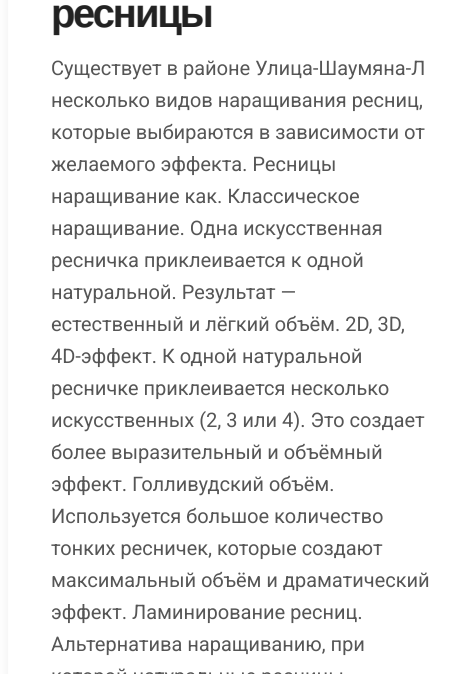 ресницы
Существует в районе Улица-Шаумяна-Л
несколько видов наращивания ресниц,
которые выбираются в зависимости от
желаемого эффекта. Ресницы
наращивание как. Классическое
наращивание. Одна искусственная
ресничка приклеивается к одной
натуральной. Результат —
естественный и лёгкий объём. 2D, 3D,
4D-эффект. К одной натуральной
ресничке приклеивается несколько
искусственных (2, 3 или 4). Это создает
более выразительный и объёмный
эффект. Голливудский объём.
Используется большое количество
тонких ресничек, которые создают
максимальный объём и драматический
эффект. Ламинирование ресниц.
Альтернатива наращиванию, при
которой натуральные ресницы